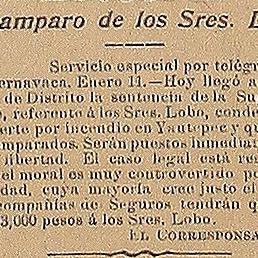 amparo de los Sres. L
Servicio especial por telégr
ernavaca, Enero 11.—Hoy llegó a
de Distrito la sentencia de la Su
o, referente á los Sres. Lobo, conde
erte por incendio en Yautepec y qu
mparados. Serán puestos inmediat
libertad. El caso legal está res
el moral es muy controvertido po
dad, cuya mayoría cree justo el
ompañías de Seguros tendrán q
3,000 pesos á los Sres. Lobo.
EL CORRESPONSA